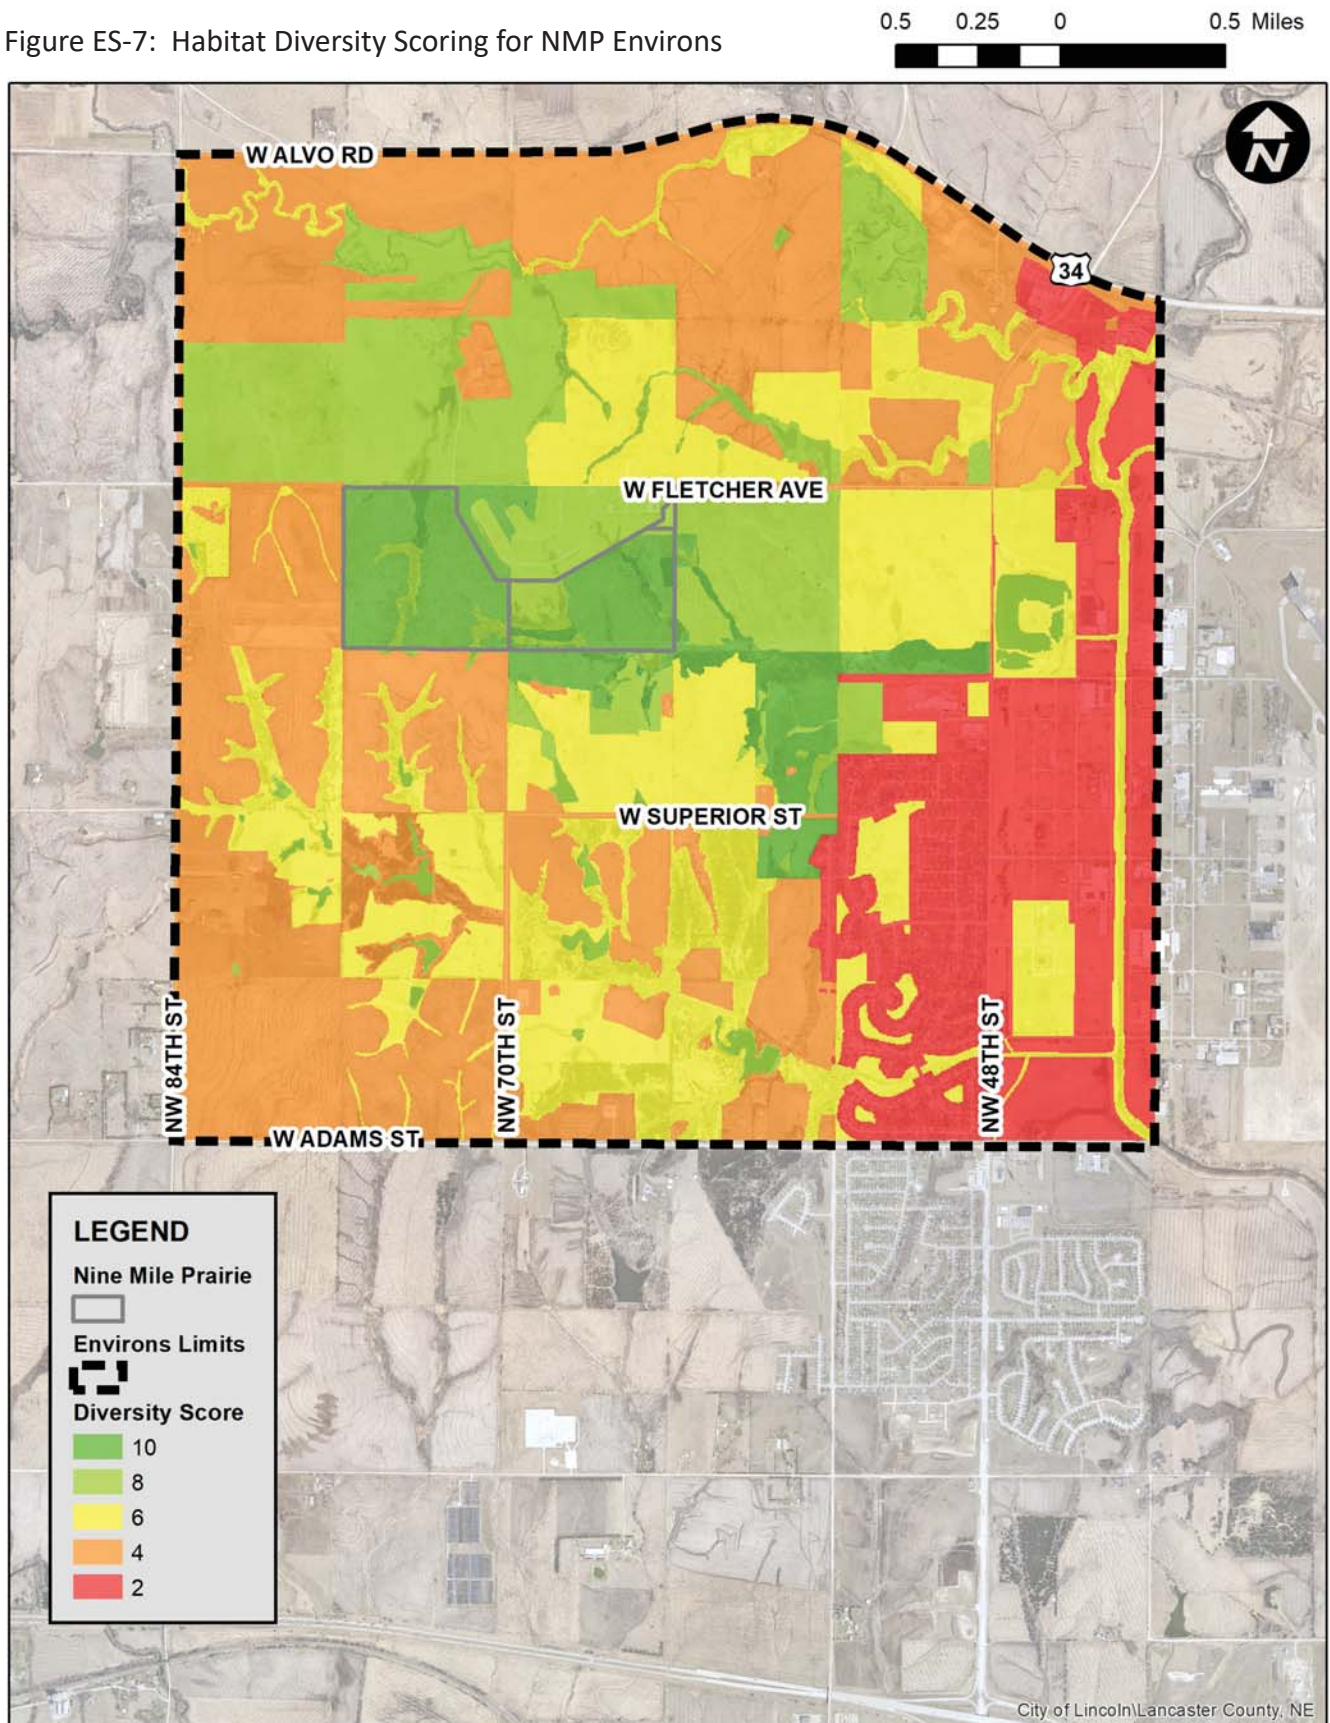 Figure ES-7:  Habitat Diversity Scoring for NMP Environs
0.5 0.25 0 0.5 Miles
N
W ALVO RD
34
W FLETCHER AVE
W SUPERIOR ST
NW 84TH ST
NW 70TH ST
NW 48TH ST
W ADAMS ST
LEGEND
Nine Mile Prairie
Environs Limits
Diversity Score
10
8
6
4
2
City of Lincoln\Lancaster County, NE